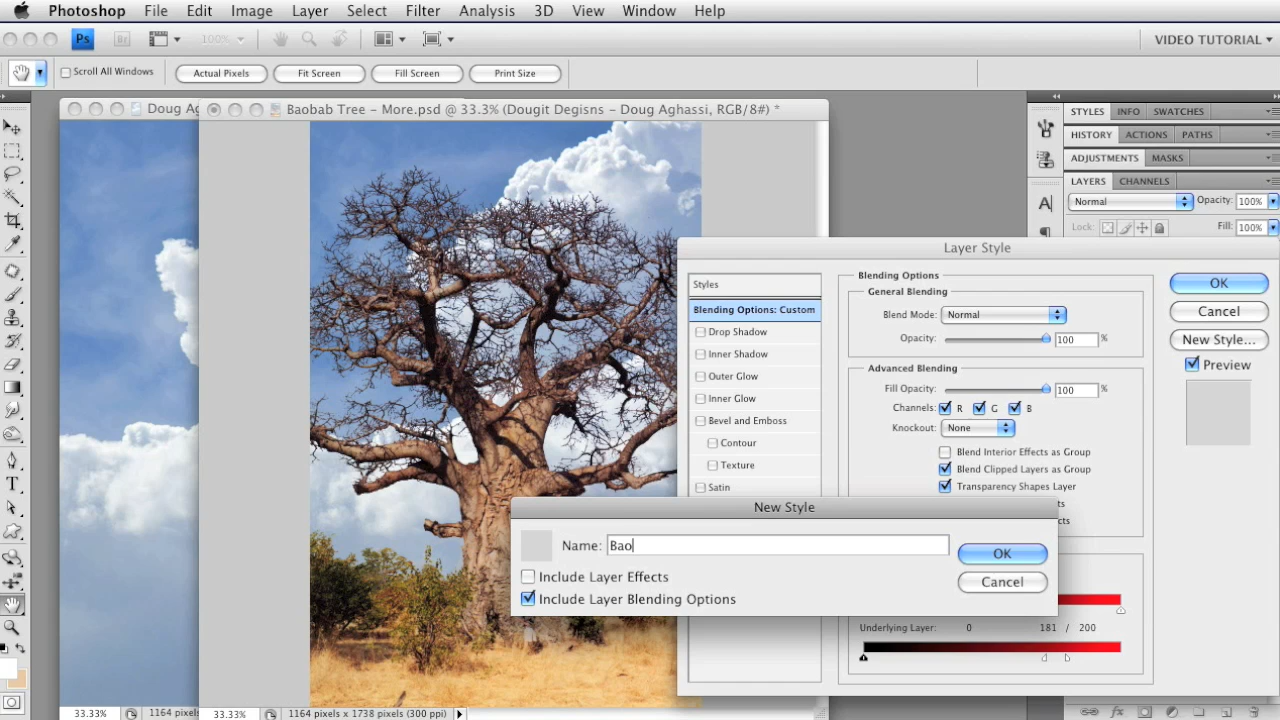 Photoshop File Edit Image Layer Select Filter Analysis 3D View Window Help
Ps Br 100% VIDEO TUTORIAL
Scroll All Windows Actual Pixels Fit Screen Fill Screen Print Size
Doug Ag
Baobab Tree - More.psd @ 33.3% (Dougit Degisns - Doug Aghassi, RGB/8#) *
STYLES INFO SWATCHES
HISTORY ACTIONS PATHS
ADJUSTMENTS MASKS
LAYERS CHANNELS
Normal Opacity: 100%
Lock: Fill: 100%
Layer Style
Styles
Blending Options: Custom
Drop Shadow
Inner Shadow
Outer Glow
Inner Glow
Bevel and Emboss
Contour
Texture
Satin
Blending Options
General Blending
Blend Mode: Normal
Opacity: 100 %
Advanced Blending
Fill Opacity: 100 %
Channels: R G B
Knockout: None
Blend Interior Effects as Group
Blend Clipped Layers as Group
Transparency Shapes Layer
OK
Cancel
New Style...
Preview
New Style
Name: Bao
Include Layer Effects
Include Layer Blending Options
OK
Cancel
Underlying Layer: 0 181 / 200
33.33% 1164 pixels
33.33% 1164 pixels x 1738 pixels (300 ppi)